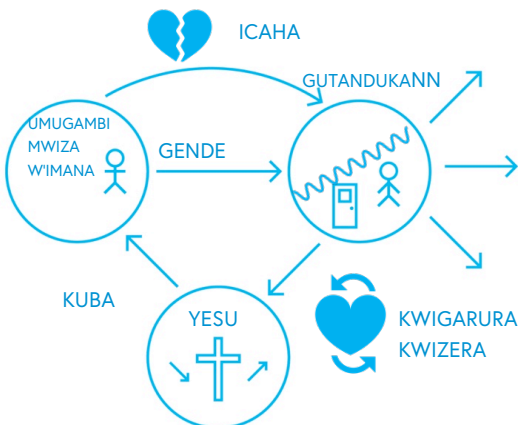 ICAHA
GUTANDUKANN
UMUGAMBI
MWIZA
W'IMANA
GENDE
KUBA
YESU
KWIGARURA
KWIZERA